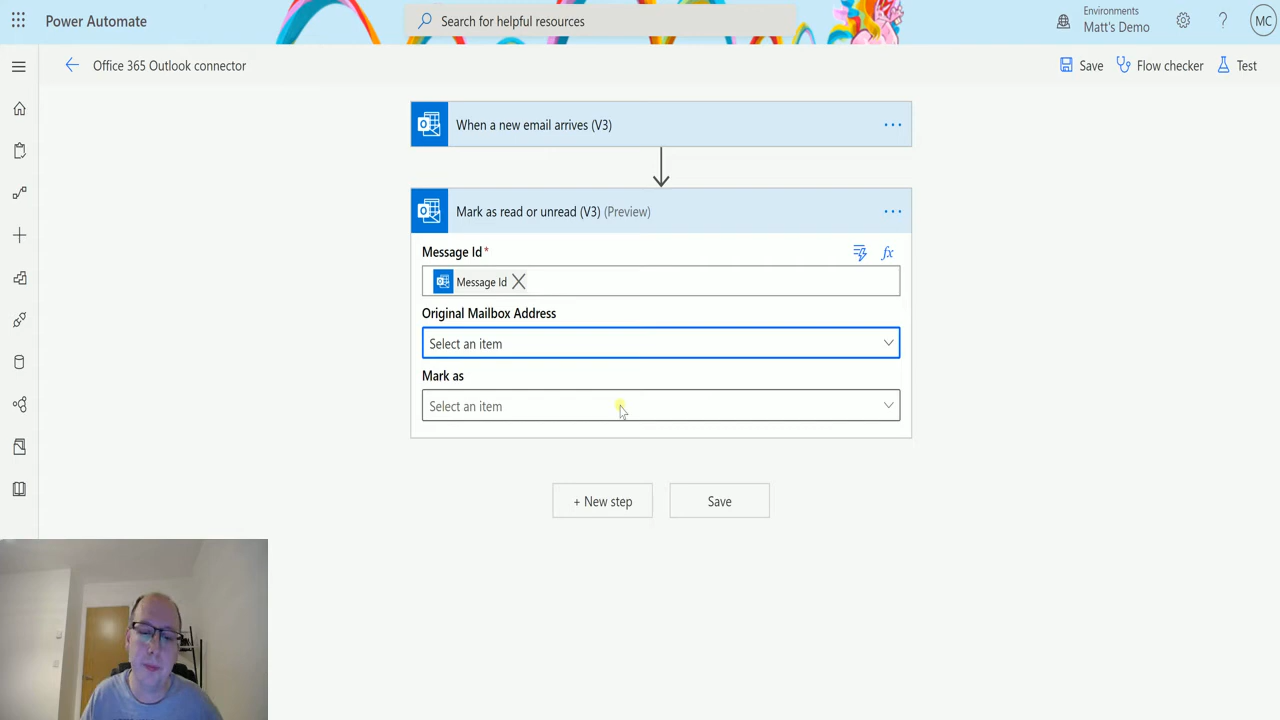 Power Automate
Search for helpful resources
Environments
Matt's Demo
?
MC
Office 365 Outlook connector
Save
Flow checker
Test
When a new email arrives (V3)
...
Mark as read or unread (V3) (Preview)
...
Message Id*
fx
Message Id
Original Mailbox Address
Select an item
Mark as
Select an item
+ New step
Save